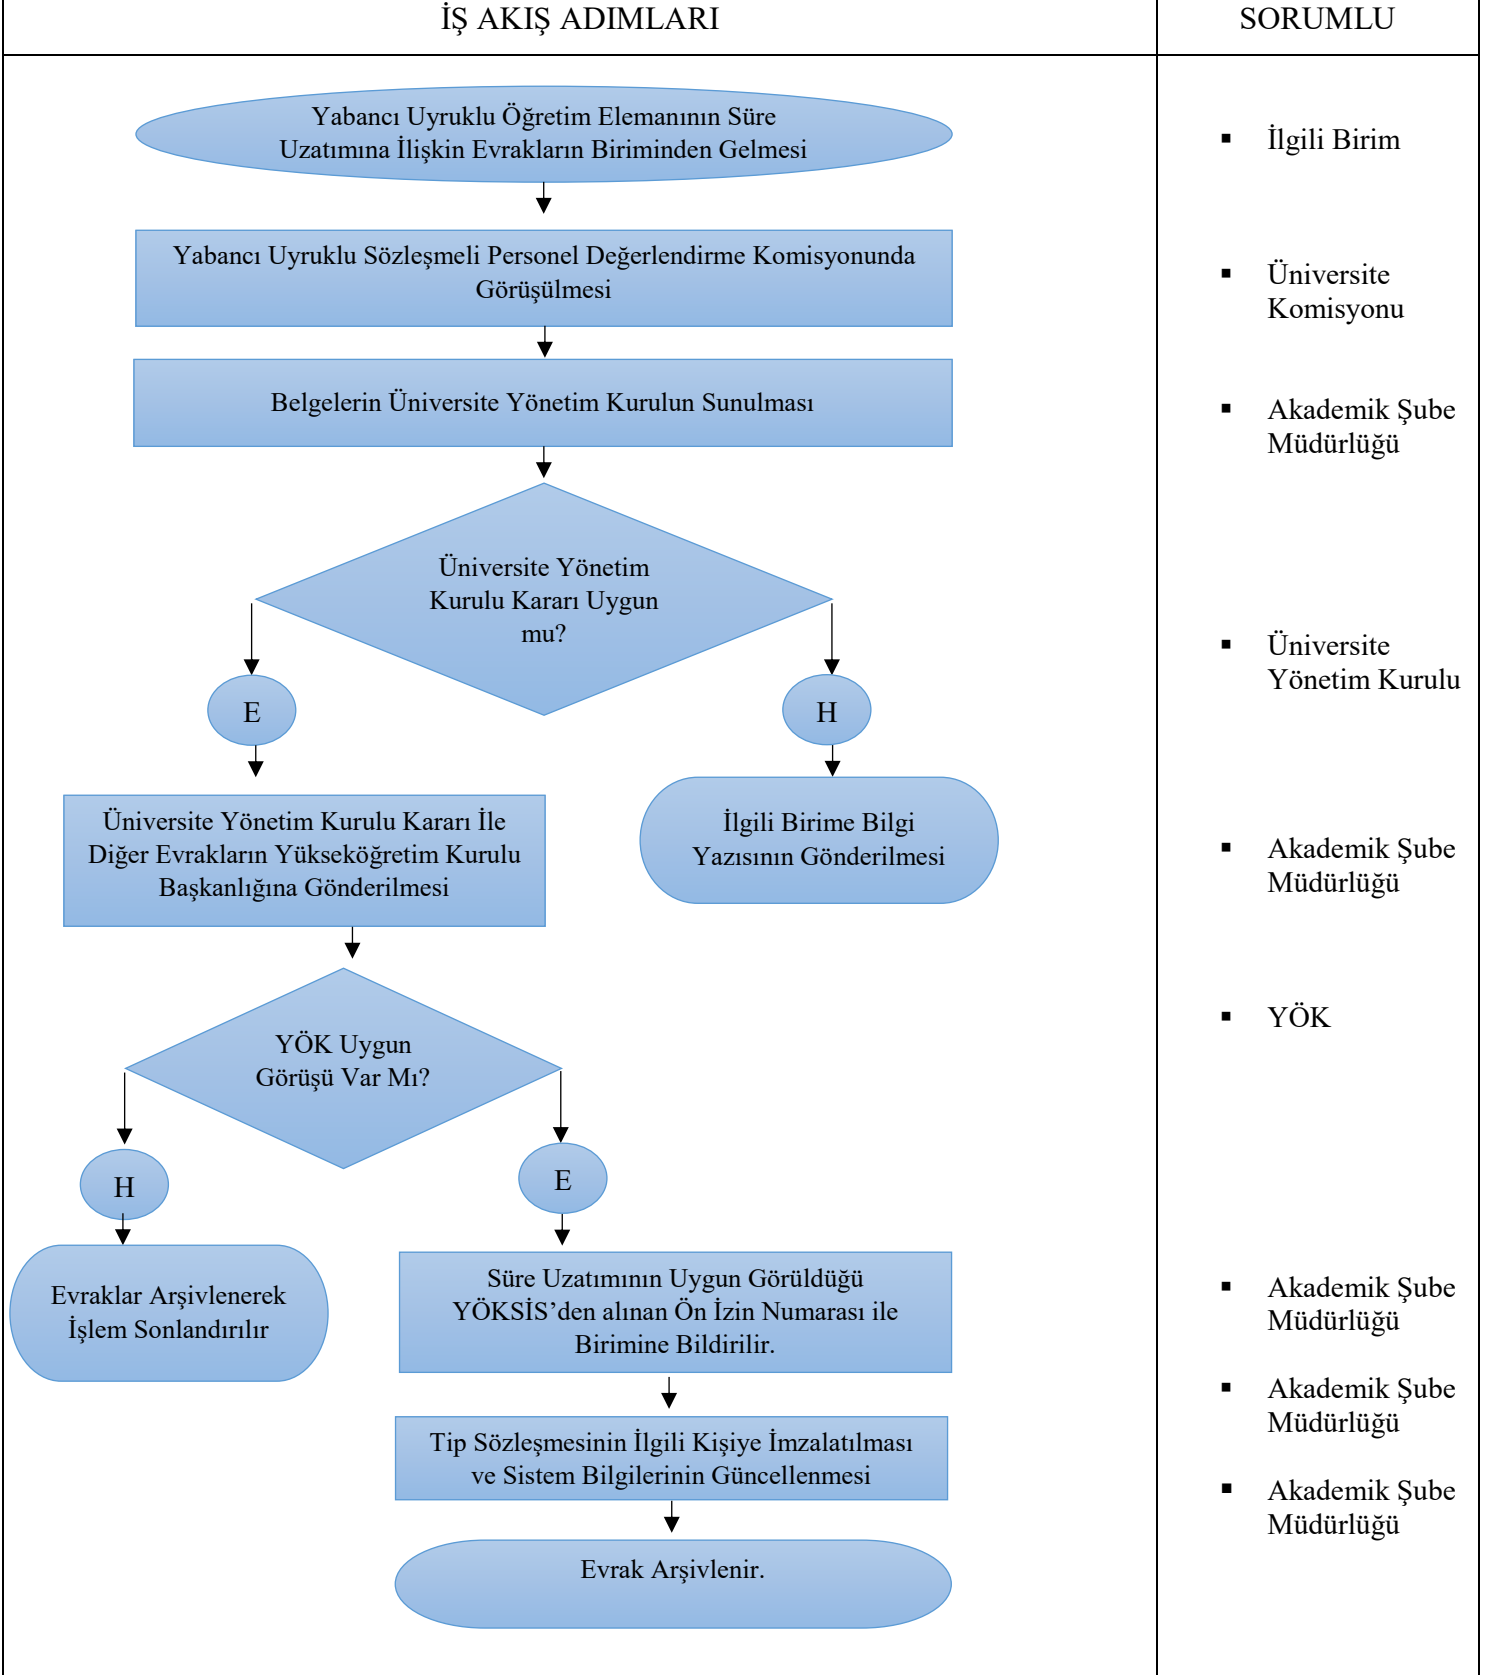 İŞ AKIŞ ADIMLARI
SORUMLU
Yabancı Uyruklu Öğretim Elemanının Süre
Uzatımına İlişkin Evrakların Biriminden Gelmesi
▪ İlgili Birim
Yabancı Uyruklu Sözleşmeli Personel Değerlendirme Komisyonunda
Görüşülmesi
▪ Üniversite
Komisyonu
Belgelerin Üniversite Yönetim Kurulun Sunulması
▪ Akademik Şube
Müdürlüğü
Üniversite Yönetim
Kurulu Kararı Uygun
mu?
▪ Üniversite
Yönetim Kurulu
E
H
Üniversite Yönetim Kurulu Kararı İle
Diğer Evrakların Yükseköğretim Kurulu
Başkanlığına Gönderilmesi
İlgili Birime Bilgi
Yazısının Gönderilmesi
▪ Akademik Şube
Müdürlüğü
YÖK Uygun
Görüşü Var Mı?
▪ YÖK
H
E
Evraklar Arşivlenerek
İşlem Sonlandırılır
Süre Uzatımının Uygun Görüldüğü
YÖKSİS’den alınan Ön İzin Numarası ile
Birimine Bildirilir.
▪ Akademik Şube
Müdürlüğü
Tip Sözleşmesinin İlgili Kişiye İmzalatılması
ve Sistem Bilgilerinin Güncellenmesi
▪ Akademik Şube
Müdürlüğü
Evrak Arşivlenir.
▪ Akademik Şube
Müdürlüğü